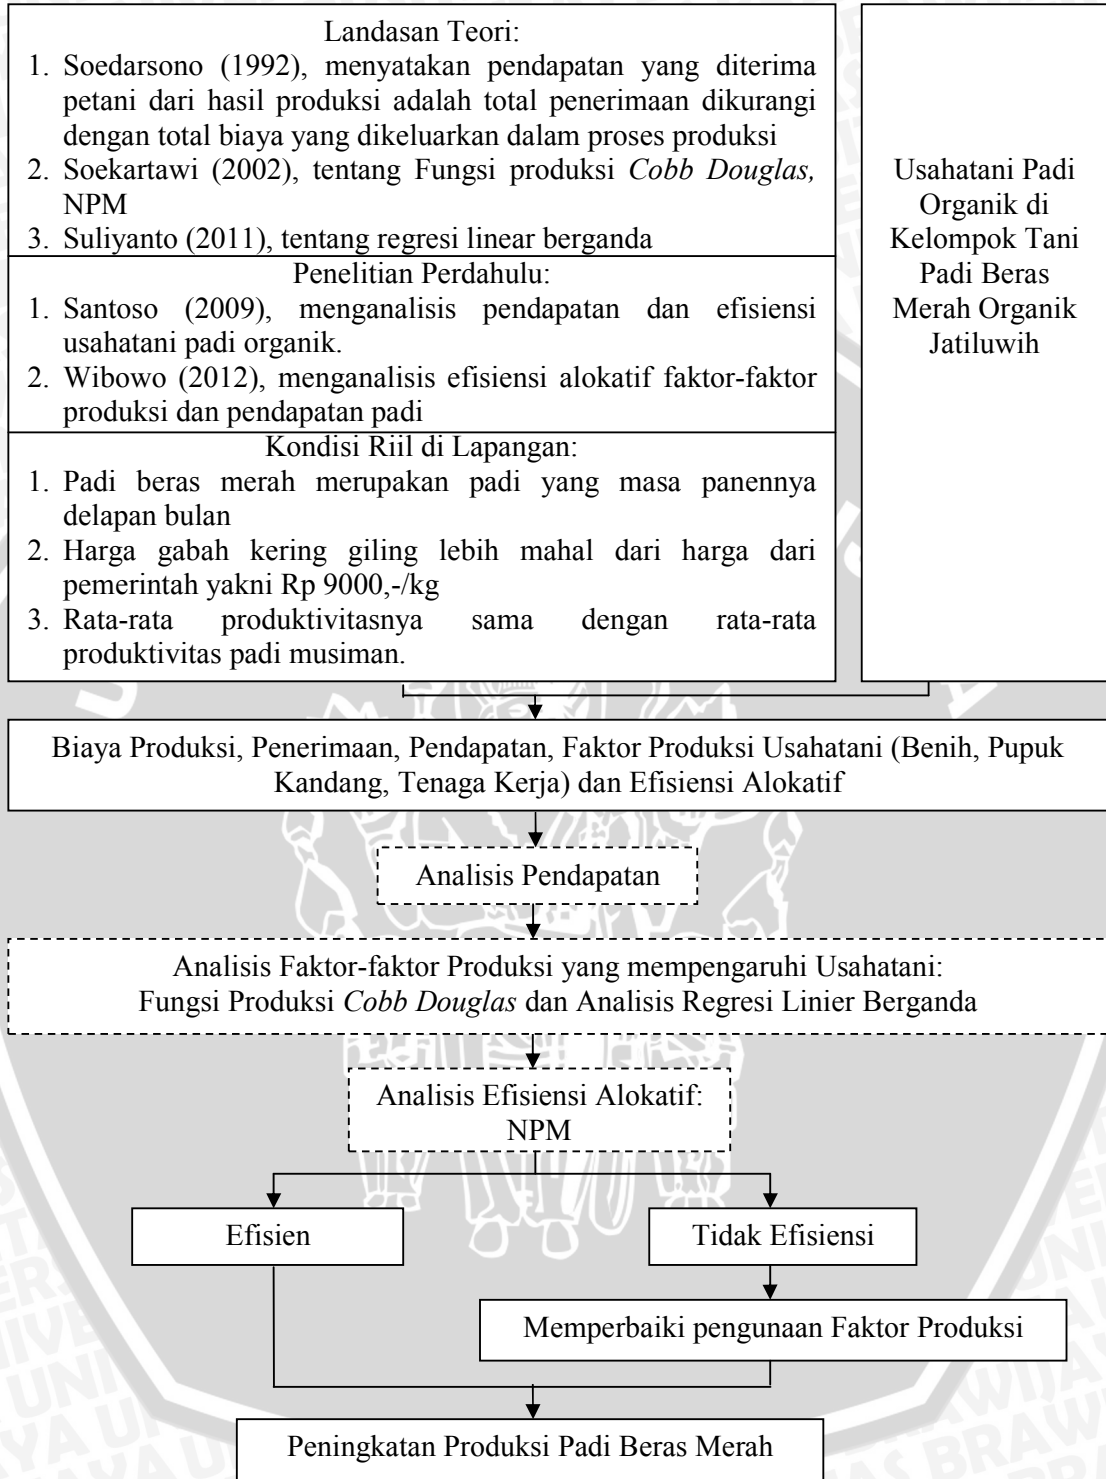 Landasan Teori:
1. Soedarsono (1992), menyatakan pendapatan yang diterima
petani dari hasil produksi adalah total penerimaan dikurangi
dengan total biaya yang dikeluarkan dalam proses produksi
2. Soekartawi (2002), tentang Fungsi produksi Cobb Douglas,
NPM
3. Suliyanto (2011), tentang regresi linear berganda
Penelitian Perdahulu:
1. Santoso (2009), menganalisis pendapatan dan efisiensi
usahatani padi organik.
2. Wibowo (2012), menganalisis efisiensi alokatif faktor-faktor
produksi dan pendapatan padi
Kondisi Riil di Lapangan:
1. Padi beras merah merupakan padi yang masa panennya
delapan bulan
2. Harga gabah kering giling lebih mahal dari harga dari
pemerintah yakni Rp 9000,-/kg
3. Rata-rata produktivitasnya sama dengan rata-rata
produktivitas padi musiman.
Usahatani Padi
Organik di
Kelompok Tani
Padi Beras
Merah Organik
Jatiluwih
Biaya Produksi, Penerimaan, Pendapatan, Faktor Produksi Usahatani (Benih, Pupuk
Kandang, Tenaga Kerja) dan Efisiensi Alokatif
Analisis Pendapatan
Analisis Faktor-faktor Produksi yang mempengaruhi Usahatani:
Fungsi Produksi Cobb Douglas dan Analisis Regresi Linier Berganda
Analisis Efisiensi Alokatif:
NPM
Efisien
Tidak Efisiensi
Memperbaiki pengunaan Faktor Produksi
Peningkatan Produksi Padi Beras Merah